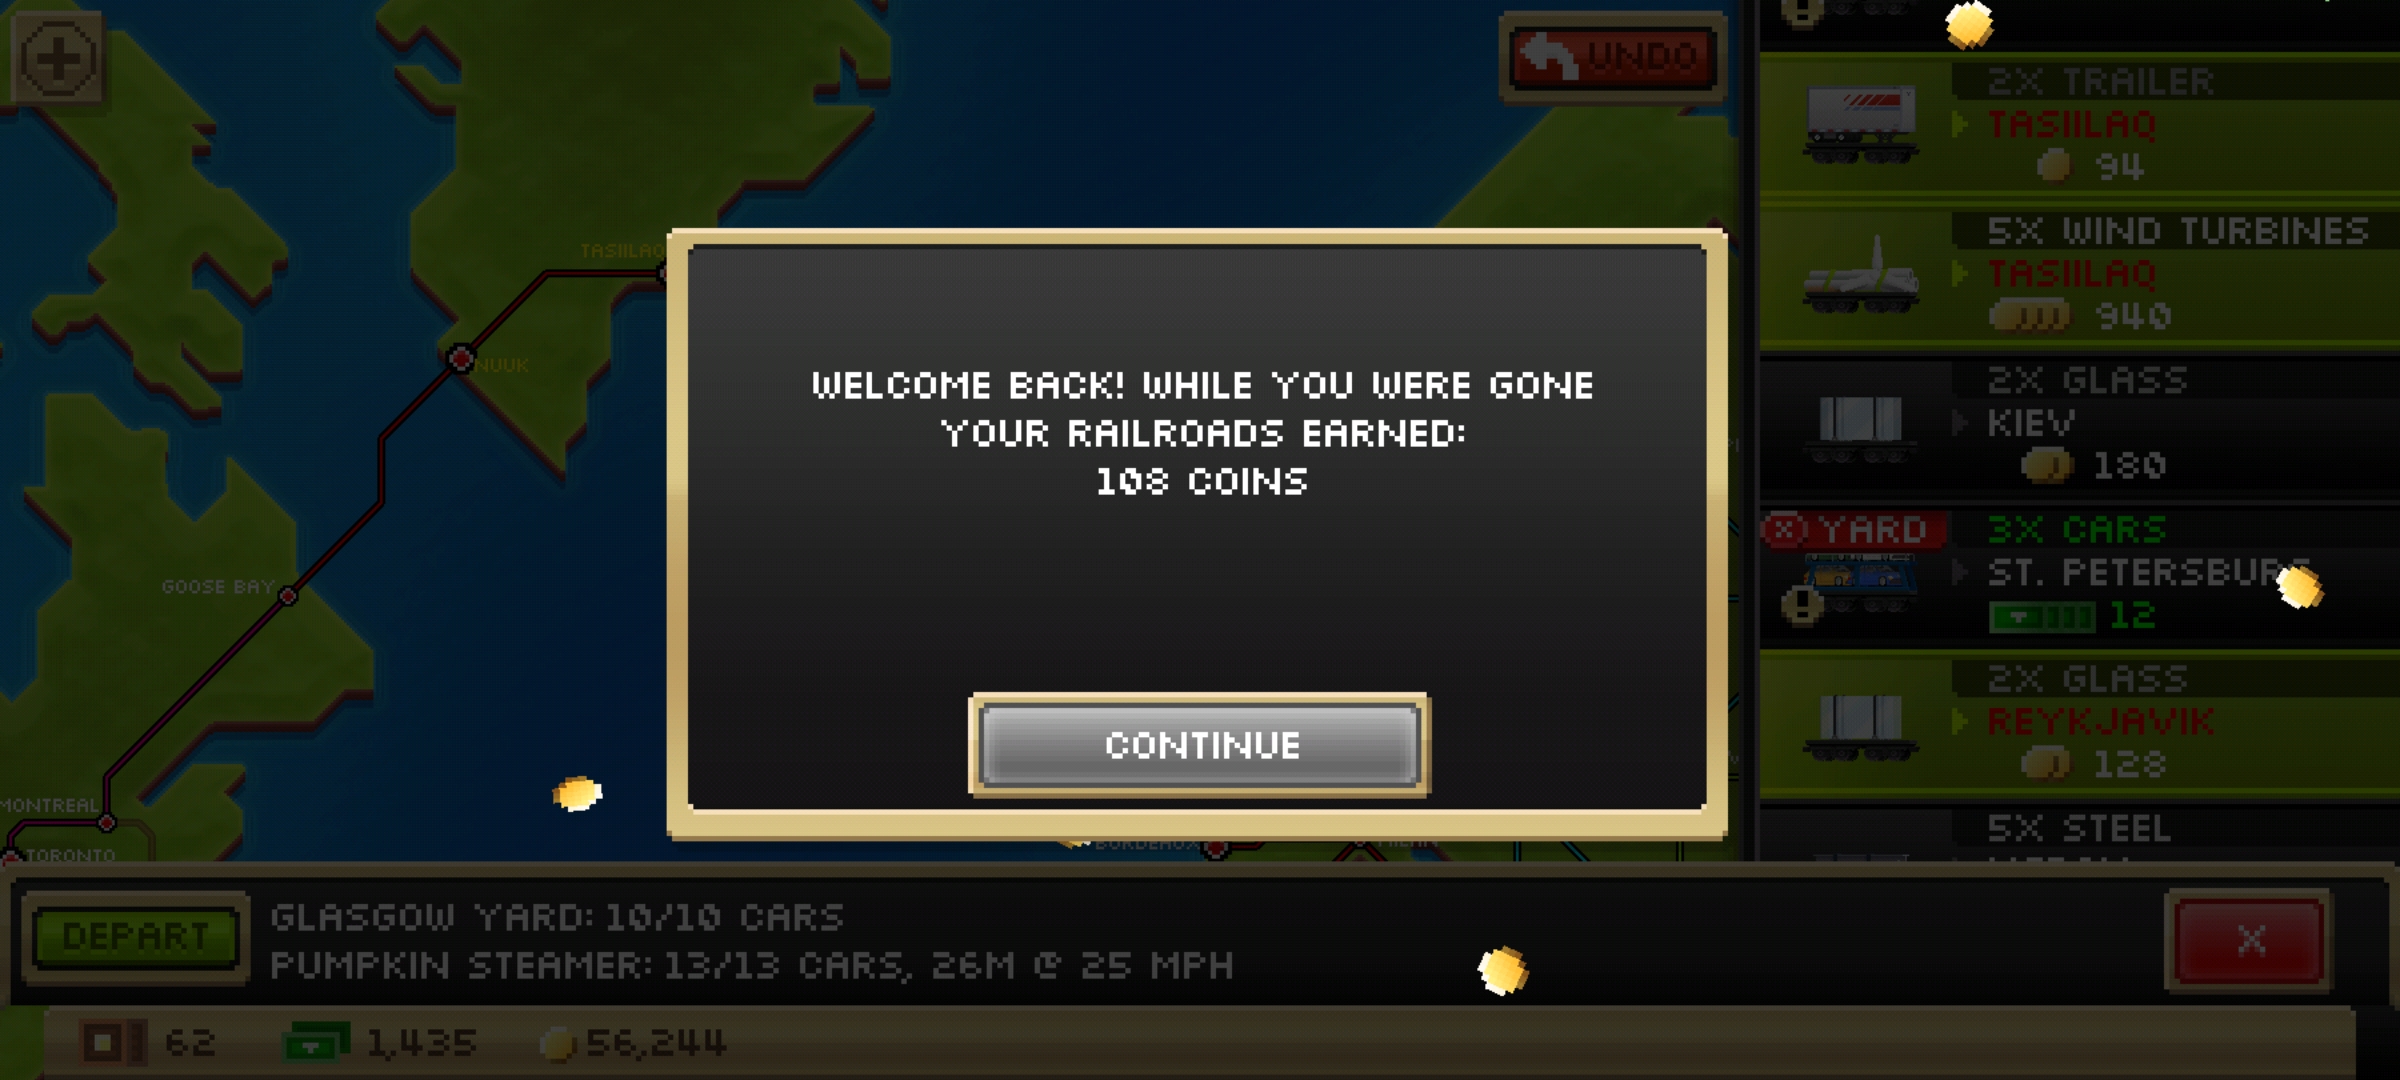 UNDO
2X TRAILER
TASIILAQ
94
5X WIND TURBINES
TASIILAQ
940
2X GLASS
KIEV
180
X YARD
3X CARS
12
2X GLASS
REYKJAVIK
128
5X STEEL
TASIILAQ
NUUK
GOOSE BAY
MONTREAL
TORONTO
BORDEAUX
MILAN
WELCOME BACK! WHILE YOU WERE GONE
YOUR RAILROADS EARNED:
108 COINS
CONTINUE
DEPART
GLASGOW YARD: 10/10 CARS
PUMPKIN STEAMER: 13/13 CARS, 26M @ 25 MPH
X
62
1,435
56,244